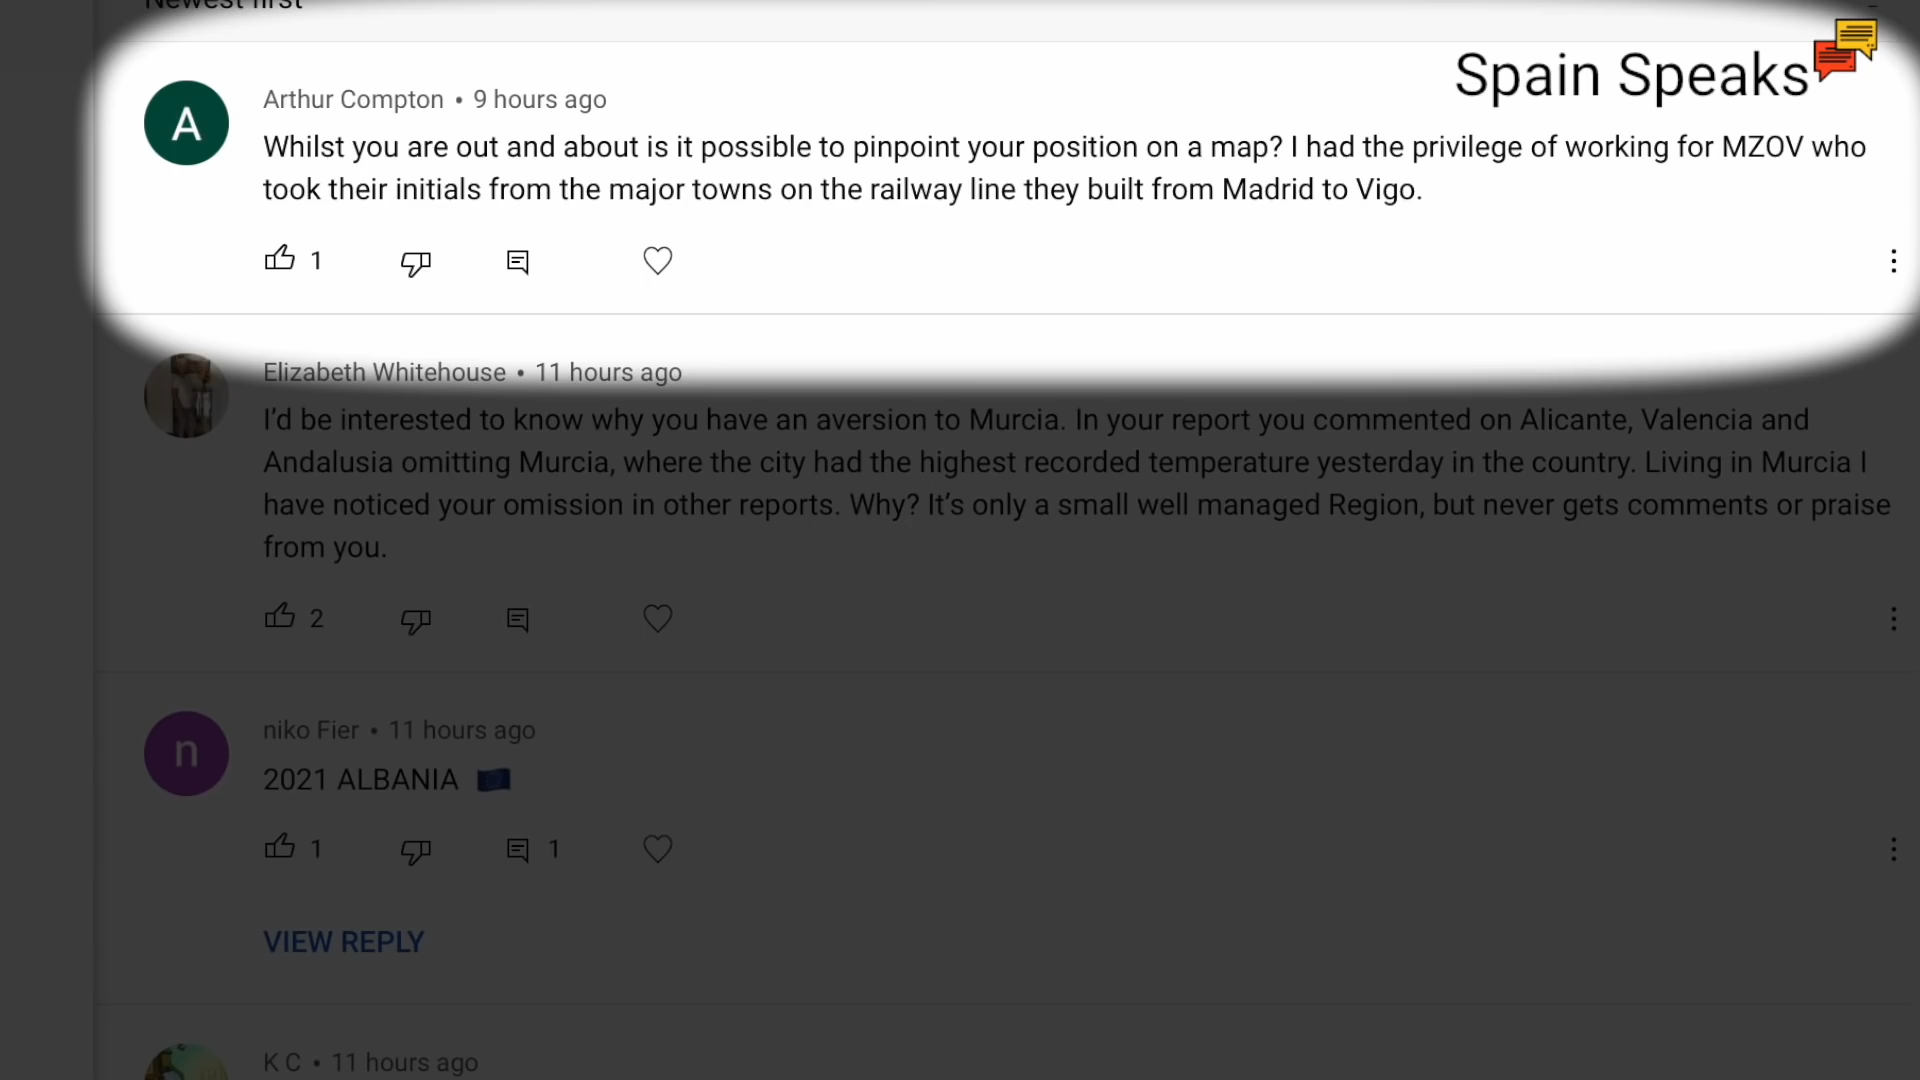 Newest first
Spain Speaks
A
Arthur Compton • 9 hours ago
Whilst you are out and about is it possible to pinpoint your position on a map? I had the privilege of working for MZOV who
took their initials from the major towns on the railway line they built from Madrid to Vigo.
1
Elizabeth Whitehouse • 11 hours ago
I’d be interested to know why you have an aversion to Murcia. In your report you commented on Alicante, Valencia and
Andalusia omitting Murcia, where the city had the highest recorded temperature yesterday in the country. Living in Murcia I
have noticed your omission in other reports. Why? It’s only a small well managed Region, but never gets comments or praise
from you.
2
n
niko Fier • 11 hours ago
2021 ALBANIA 🇪🇺
1 1
VIEW REPLY
K C • 11 hours ago